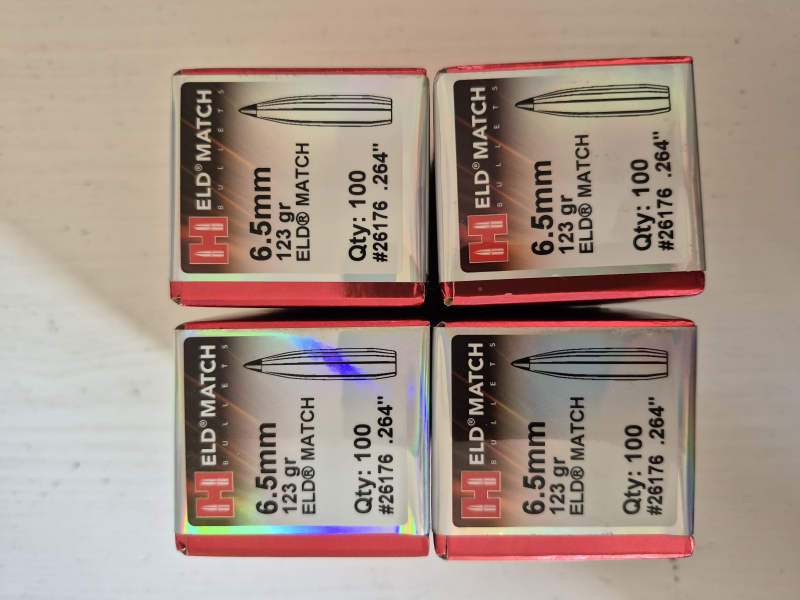 ELD® MATCH
BULLETS
6.5mm
123 gr
ELD® MATCH
Qty: 100
#26176 .264"
ELD® MATCH
BULLETS
6.5mm
123 gr
ELD® MATCH
Qty: 100
#26176 .264"
ELD® MATCH
BULLETS
6.5mm
123 gr
ELD® MATCH
Qty: 100
#26176 .264"
ELD® MATCH
BULLETS
6.5mm
123 gr
ELD® MATCH
Qty: 100
#26176 .264"